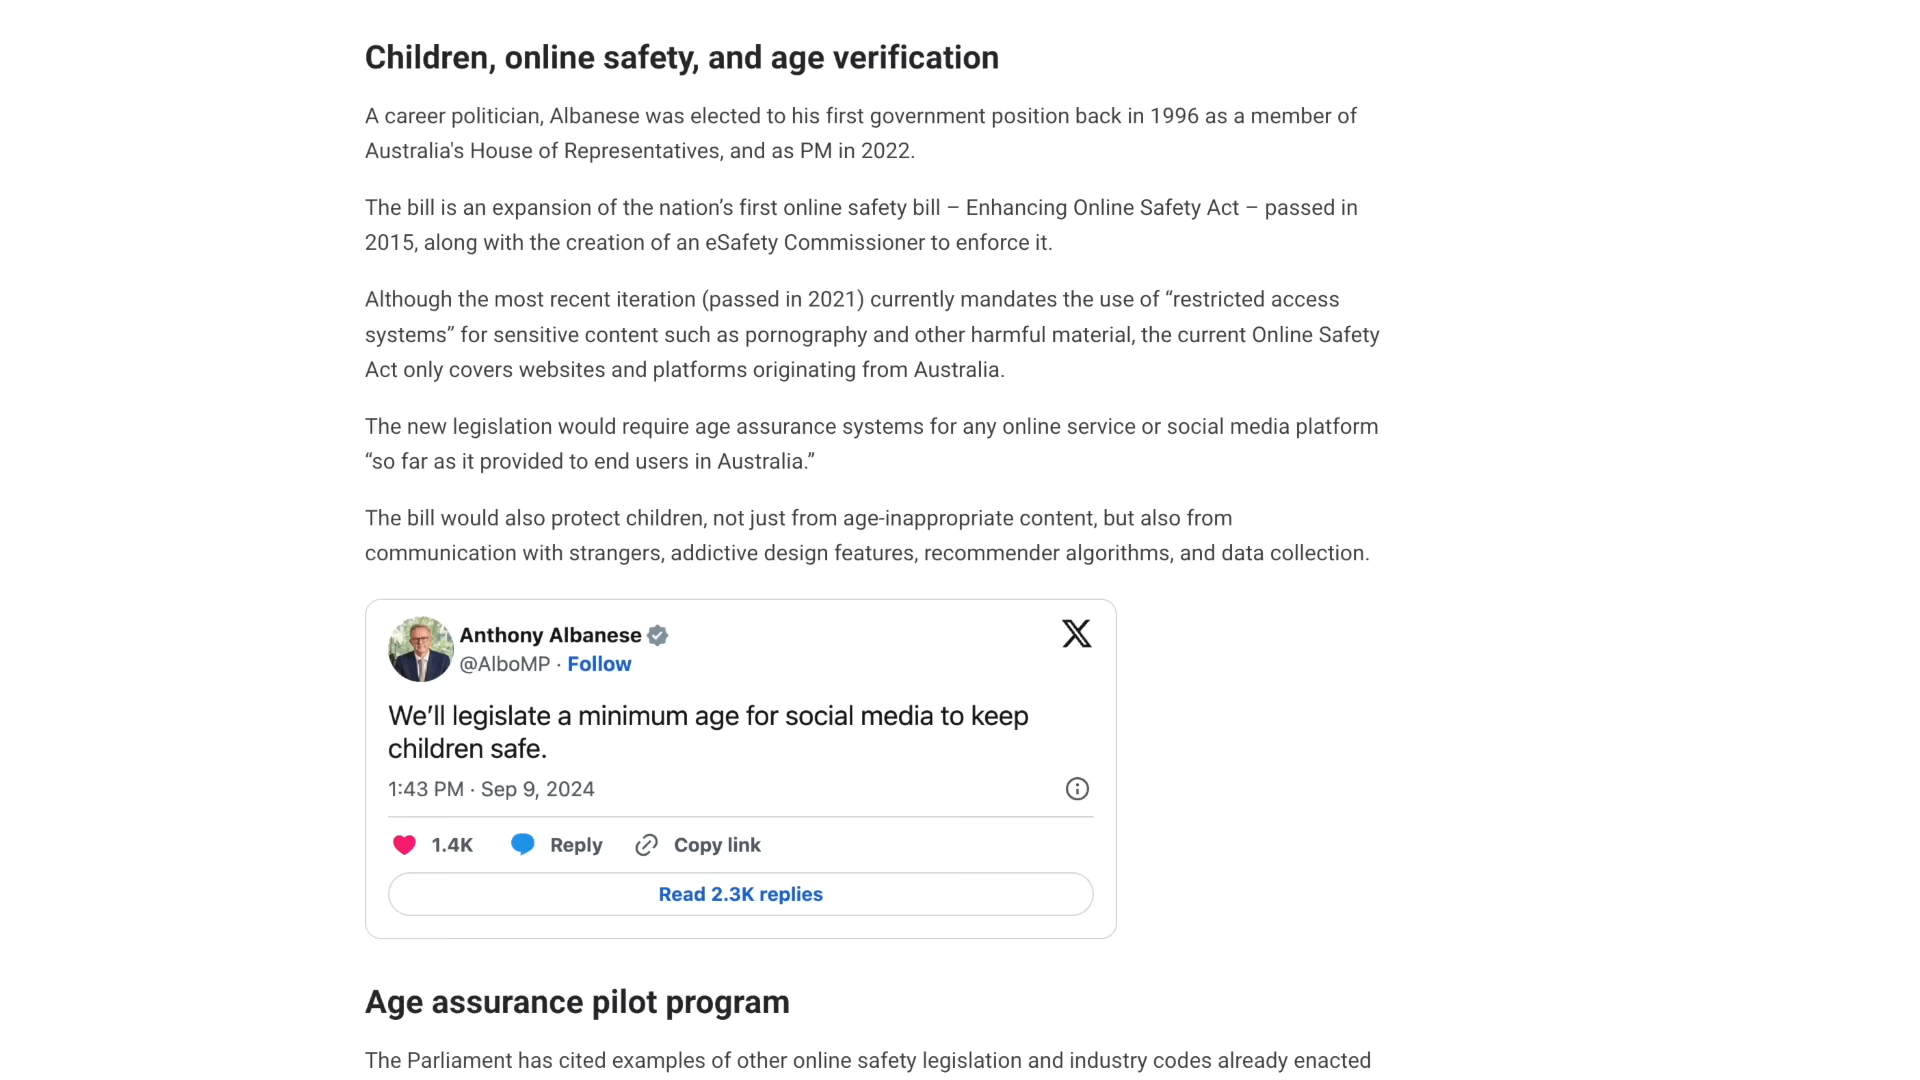 Children, online safety, and age verification
A career politician, Albanese was elected to his first government position back in 1996 as a member of
Australia's House of Representatives, and as PM in 2022.
The bill is an expansion of the nation’s first online safety bill – Enhancing Online Safety Act – passed in
2015, along with the creation of an eSafety Commissioner to enforce it.
Although the most recent iteration (passed in 2021) currently mandates the use of “restricted access
systems” for sensitive content such as pornography and other harmful material, the current Online Safety
Act only covers websites and platforms originating from Australia.
The new legislation would require age assurance systems for any online service or social media platform
“so far as it provided to end users in Australia.”
The bill would also protect children, not just from age-inappropriate content, but also from
communication with strangers, addictive design features, recommender algorithms, and data collection.
Anthony Albanese
@AlboMP · Follow
We’ll legislate a minimum age for social media to keep
children safe.
1:43 PM · Sep 9, 2024
1.4K Reply Copy link
Read 2.3K replies
Age assurance pilot program
The Parliament has cited examples of other online safety legislation and industry codes already enacted